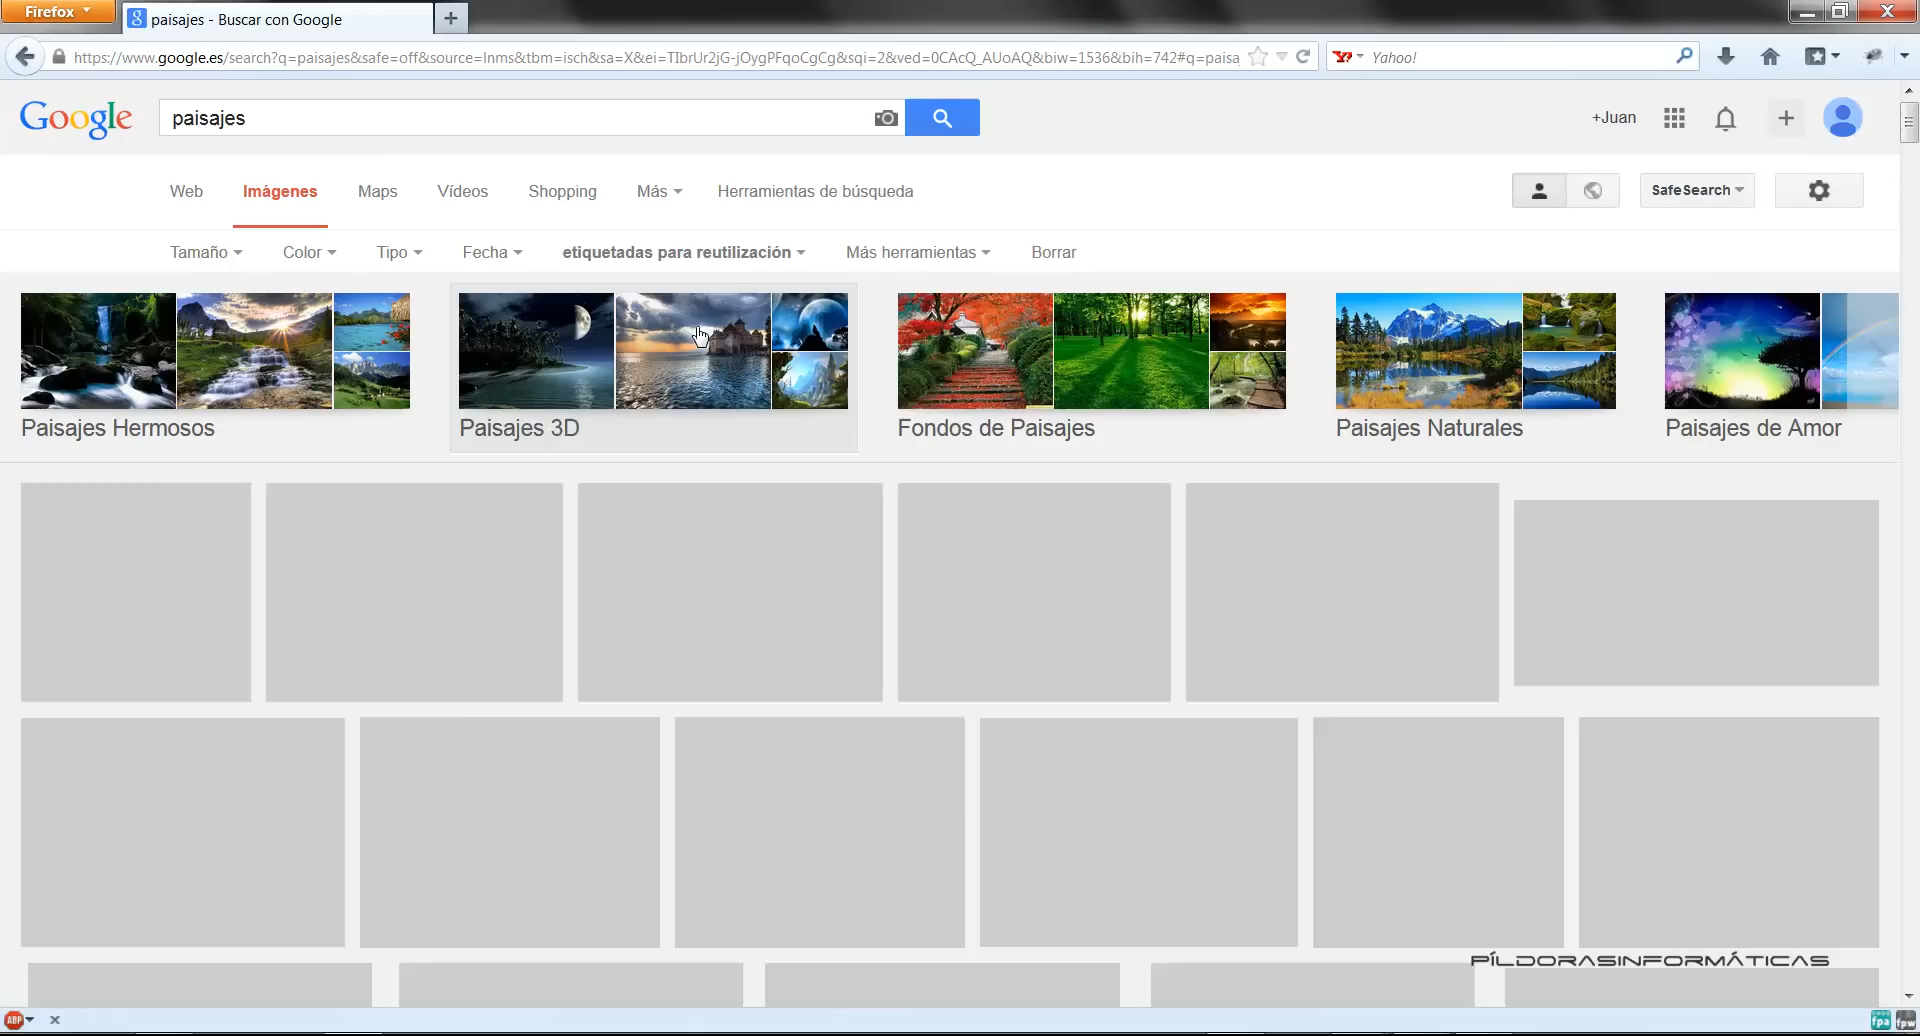 Firefox
paisajes - Buscar con Google
https://www.google.es/search?q=paisajes&safe=off&source=lnms&tbm=isch&sa=X&ei=TIbrUr2jG-jOygPFqoCgCg&sqi=2&ved=0CAcQ_AUoAQ&biw=1536&bih=742#q=paisa
Yahoo!
Google
paisajes
+Juan
Web
Imágenes
Maps
Vídeos
Shopping
Más
Herramientas de búsqueda
SafeSearch
Tamaño
Color
Tipo
Fecha
etiquetadas para reutilización
Más herramientas
Borrar
Paisajes Hermosos
Paisajes 3D
Fondos de Paisajes
Paisajes Naturales
Paisajes de Amor
PÍLDORASINFORMÁTICAS
ABP
fpa
fpw